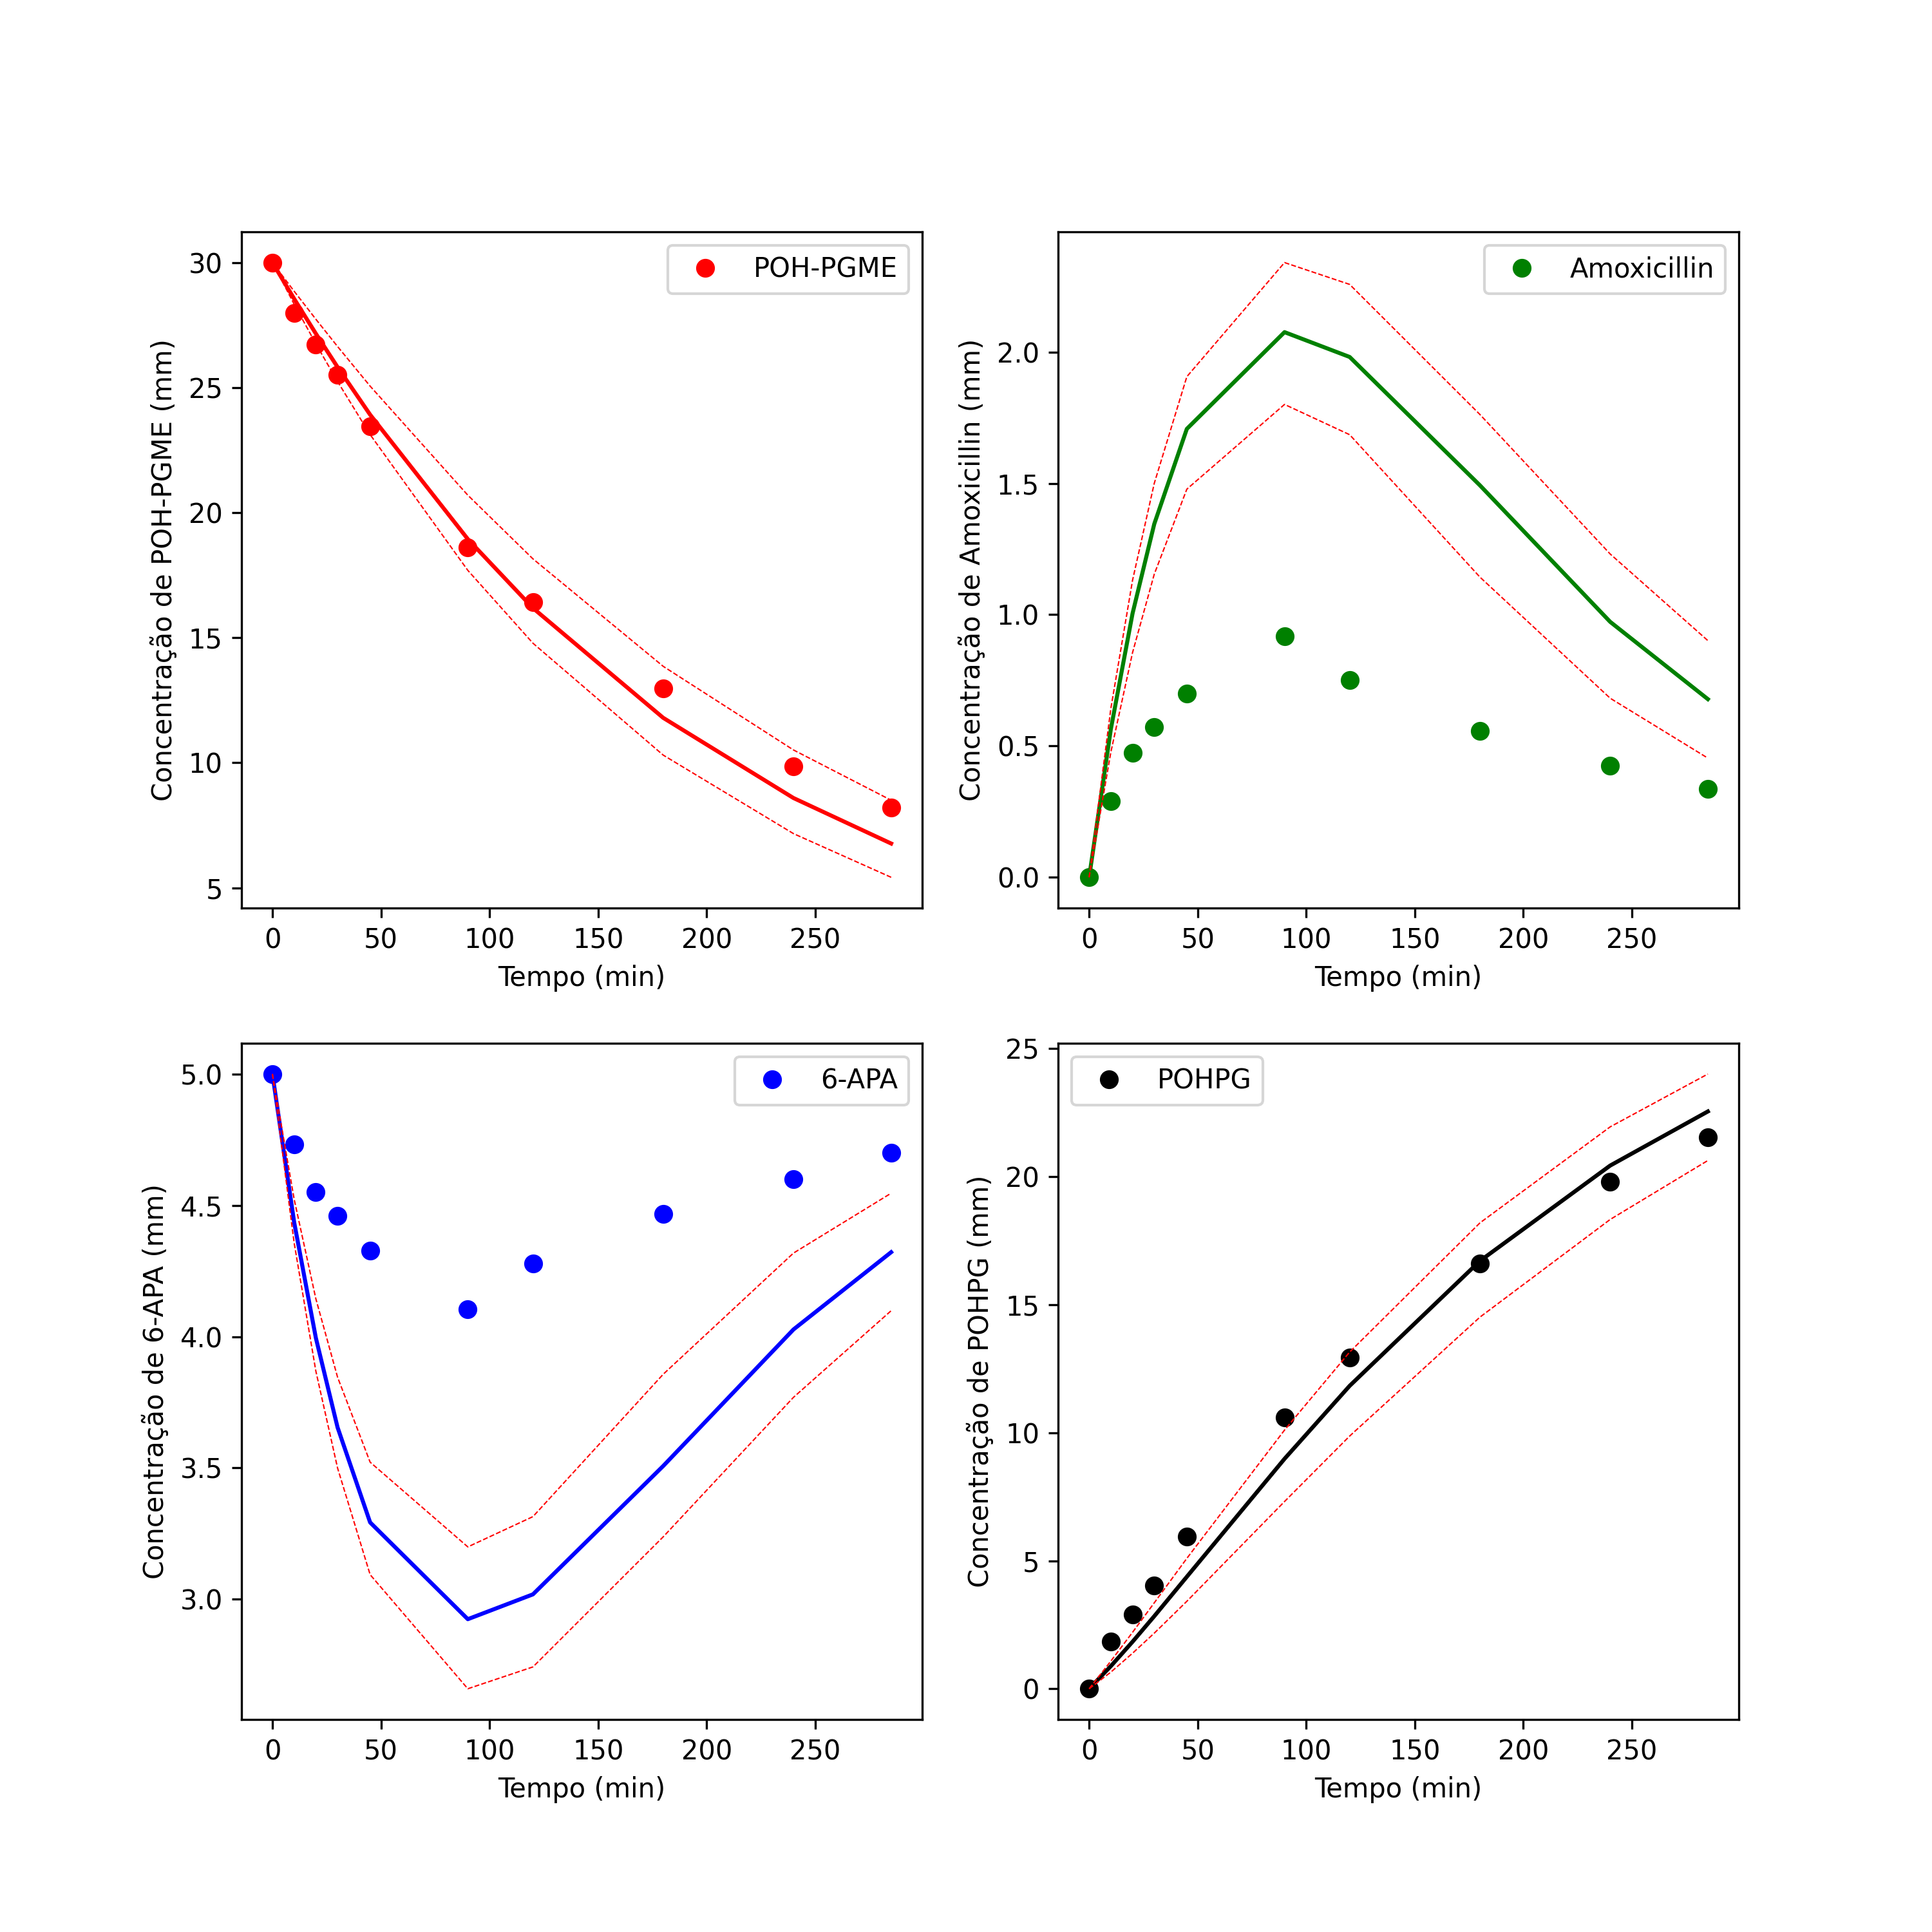 POH-PGME
Concentração de POH-PGME (mm)
30
25
20
15
10
5
0 50 100 150 200 250
Tempo (min)
Amoxicillin
Concentração de Amoxicillin (mm)
2.0
1.5
1.0
0.5
0.0
0 50 100 150 200 250
Tempo (min)
6-APA
Concentração de 6-APA (mm)
5.0
4.5
4.0
3.5
3.0
0 50 100 150 200 250
Tempo (min)
POHPG
Concentração de POHPG (mm)
25
20
15
10
5
0
0 50 100 150 200 250
Tempo (min)